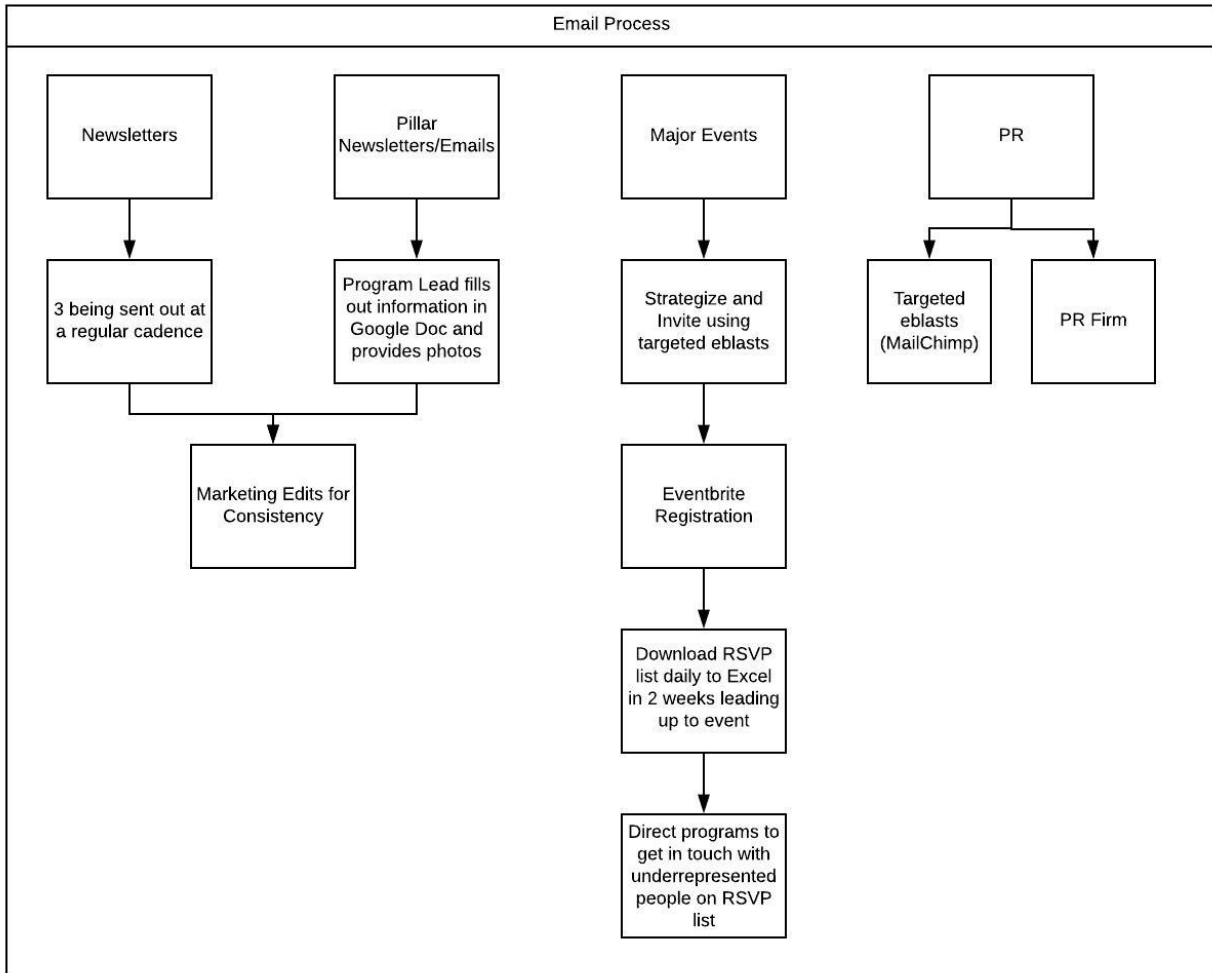 Email Process
Newsletters
Pillar
Newsletters/Emails
Major Events
PR
3 being sent out at
a regular cadence
Program Lead fills
out information in
Google Doc and
provides photos
Strategize and
Invite using
targeted eblasts
Targeted
eblasts
(MailChimp)
PR Firm
Marketing Edits for
Consistency
Eventbrite
Registration
Download RSVP
list daily to Excel
in 2 weeks leading
up to event
Direct programs to
get in touch with
underrepresented
people on RSVP
list